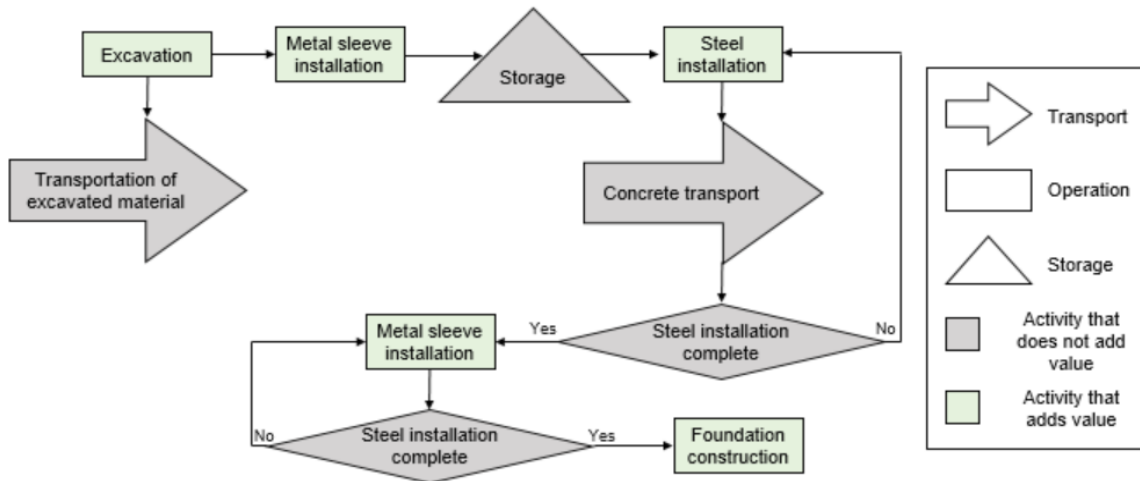 Excavation
Metal sleeve
installation
Storage
Steel
installation
Transportation of
excavated material
Concrete transport
Steel installation
complete
Yes
No
Metal sleeve
installation
Steel installation
complete
No
Yes
Foundation
construction
Transport
Operation
Storage
Activity that
does not add
value
Activity that
adds value